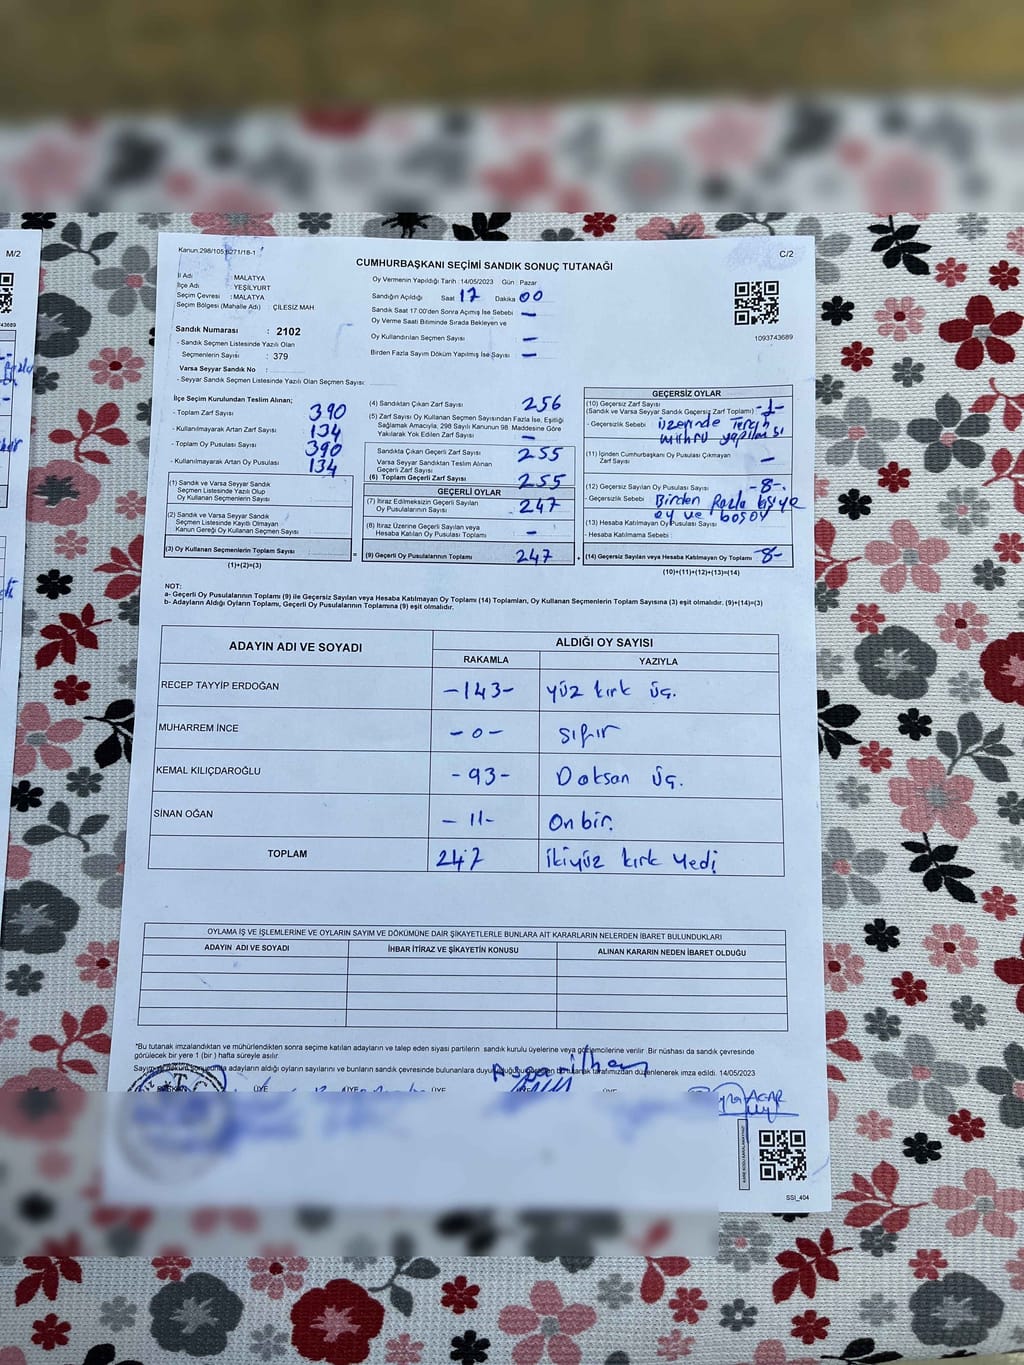 M/2
Kanun.298/105,6271/18-1
CUMHURBAŞKANI SEÇİMİ SANDIK SONUÇ TUTANAĞI
C/2
İl Adı : MALATYA
İlçe Adı : YEŞİLYURT
Seçim Çevresi : MALATYA
Seçim Bölgesi (Mahalle Adı) : ÇİLESİZ MAH
Sandık Numarası : 2102
- Sandık Seçmen Listesinde Yazılı Olan
Seçmenlerin Sayısı : 379
Varsa Seyyar Sandık No :
- Seyyar Sandık Seçmen Listesinde Yazılı Olan Seçmen Sayısı :
Oy Vermenin Yapıldığı Tarih : 14/05/2023 Gün : Pazar
Sandığın Açıldığı Saat 17 Dakika 00
Sandık Saat 17:00'den Sonra Açılmış İse Sebebi —
Oy Verme Saati Bitiminde Sırada Bekleyen ve
Oy Kullandırılan Seçmen Sayısı —
Birden Fazla Sayım Döküm Yapılmış İse Sayısı —
1093743689
İlçe Seçim Kurulundan Teslim Alınan;
- Toplam Zarf Sayısı 390
- Kullanılmayarak Artan Zarf Sayısı 134
- Toplam Oy Pusulası Sayısı 390
- Kullanılmayarak Artan Oy Pusulası 134
(1) Sandık ve Varsa Seyyar Sandık
Seçmen Listesinde Yazılı Olup
Oy Kullanan Seçmenlerin Sayısı
(2) Sandık ve Varsa Seyyar Sandık
Seçmen Listesinde Kayıtlı Olmayan
Kanun Gereği Oy Kullanan Seçmen Sayısı
(3) Oy Kullanan Seçmenlerin Toplam Sayısı
(1)+(2)=(3)
(4) Sandıktan Çıkan Zarf Sayısı 256
(5) Zarf Sayısı Oy Kullanan Seçmen Sayısından Fazla İse, Eşitliği
Sağlamak Amacıyla, 298 Sayılı Kanunun 98. Maddesine Göre
Yakılarak Yok Edilen Zarf Sayısı —
Sandıkta Çıkan Geçerli Zarf Sayısı 255
Varsa Seyyar Sandıktan Teslim Alınan
Geçerli Zarf Sayısı
(6) Toplam Geçerli Zarf Sayısı 255
GEÇERLİ OYLAR
(7) İtiraz Edilmeksizin Geçerli Sayılan
Oy Pusulasının Sayısı 247
(8) İtiraz Üzerine Geçerli Sayılan veya
Hesaba Katılan Oy Pusulası Toplamı —
= (9) Geçerli Oy Pusulalarının Toplamı 247
GEÇERSİZ OYLAR
(10) Geçersiz Zarf Sayısı
(Sandık ve Varsa Seyyar Sandık Geçersiz Zarf Toplamı) -1-
- Geçersizlik Sebebi : üzerinde Tercih
mührü yapılması
(11) İçinden Cumhurbaşkanı Oy Pusulası Çıkmayan
Zarf Sayısı —
(12) Geçersiz Sayılan Oy Pusulası Sayısı -8-
- Geçersizlik Sebebi : Birden Fazla kişiye
oy ve boş oy
(13) Hesaba Katılmayan Oy Pusulası Sayısı
- Hesaba Katılmama Sebebi :
+ (14) Geçersiz Sayılan veya Hesaba Katılmayan Oy Toplamı -8-
(10)+(11)+(12)+(13)=(14)
NOT:
a- Geçerli Oy Pusulalarının Toplamı (9) ile Geçersiz Sayılan veya Hesaba Katılmayan Oy Toplamı (14) Toplamları, Oy Kullanan Seçmenlerin Toplam Sayısına (3) eşit olmalıdır. (9)+(14)=(3)
b- Adayların Aldığı Oyların Toplamı, Geçerli Oy Pusulalarının Toplamına (9) eşit olmalıdır.
ADAYIN ADI VE SOYADI ALDIĞI OY SAYISI
RAKAMLA YAZIYLA
RECEP TAYYİP ERDOĞAN -143- yüz kırk üç.
MUHARREM İNCE -0- sıfır
KEMAL KILIÇDAROĞLU -93- Doksan üç.
SİNAN OĞAN -11- Onbir.
TOPLAM 247 ikiyüz kırk yedi
OYLAMA İŞ VE İŞLEMLERİNE VE OYLARIN SAYIM VE DÖKÜMÜNE DAİR ŞİKAYETLERLE BUNLARA AİT KARARLARIN NELERDEN İBARET BULUNDUKLARI
ADAYIN ADI VE SOYADI İHBAR İTİRAZ VE ŞİKAYETİN KONUSU ALINAN KARARIN NEDEN İBARET OLDUĞU
*Bu tutanak imzalandıktan ve mühürlendikten sonra seçime katılan adayların ve talep eden siyasi partilerin sandık kurulu üyelerine veya gözlemcilerine verilir. Bir nüshası da sandık çevresinde
görülecek bir yere 1 (bir ) hafta süreyle asılır.
adayların aldığı oyların sayılarını ve bunların sandık çevresinde bulunanlara tarafımızdan düzenlenerek imza edildi. 14/05/2023
ÜYE ÜYE ÜYE
AÇAR
SSI_404